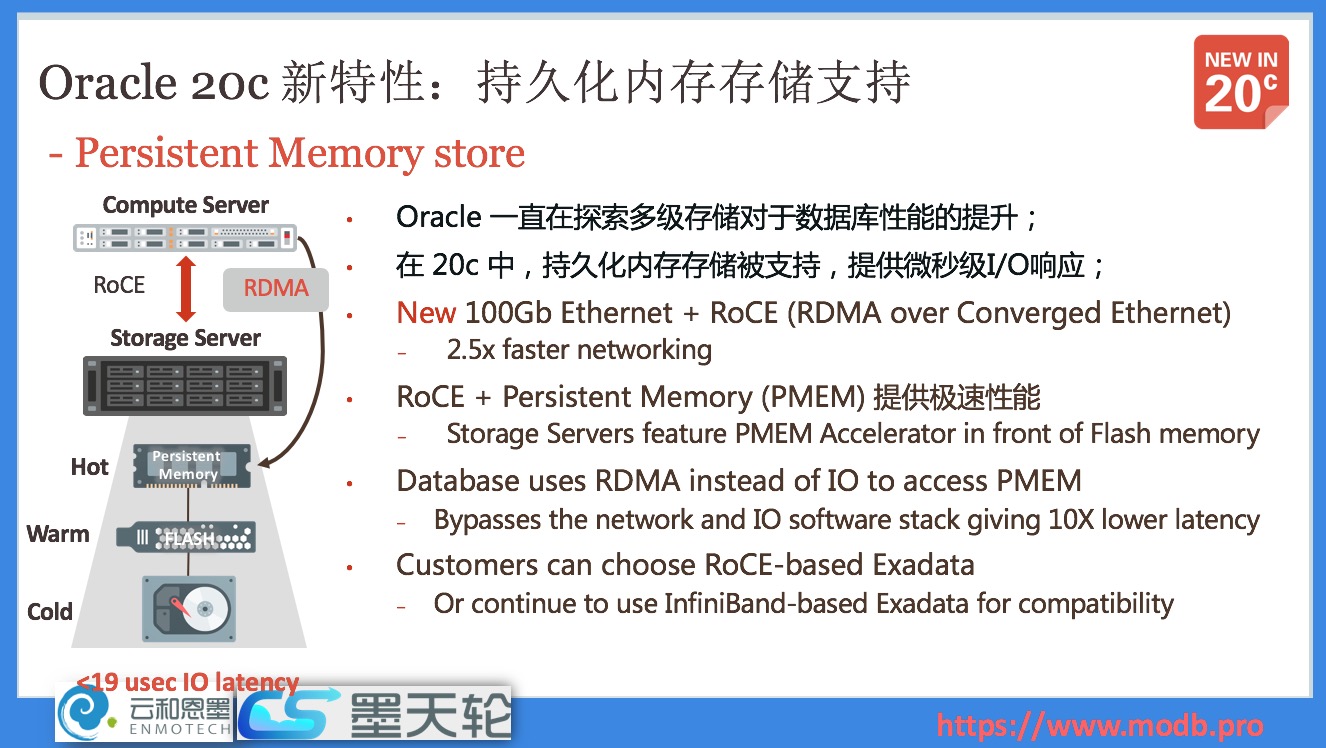 Oracle 20c 新特性：持久化内存存储支持
NEW IN
20c
- Persistent Memory store
Compute Server
RoCE
RDMA
Storage Server
Hot
Persistent
Memory
Warm
FLASH
Cold
<19 usec IO latency
• Oracle 一直在探索多级存储对于数据库性能的提升；
• 在 20c 中，持久化内存存储被支持，提供微秒级I/O响应；
• New 100Gb Ethernet + RoCE (RDMA over Converged Ethernet)
– 2.5x faster networking
• RoCE + Persistent Memory (PMEM) 提供极速性能
– Storage Servers feature PMEM Accelerator in front of Flash memory
• Database uses RDMA instead of IO to access PMEM
– Bypasses the network and IO software stack giving 10X lower latency
• Customers can choose RoCE-based Exadata
– Or continue to use InfiniBand-based Exadata for compatibility
云和恩墨
ENMOTECH
墨天轮
https://www.modb.pro